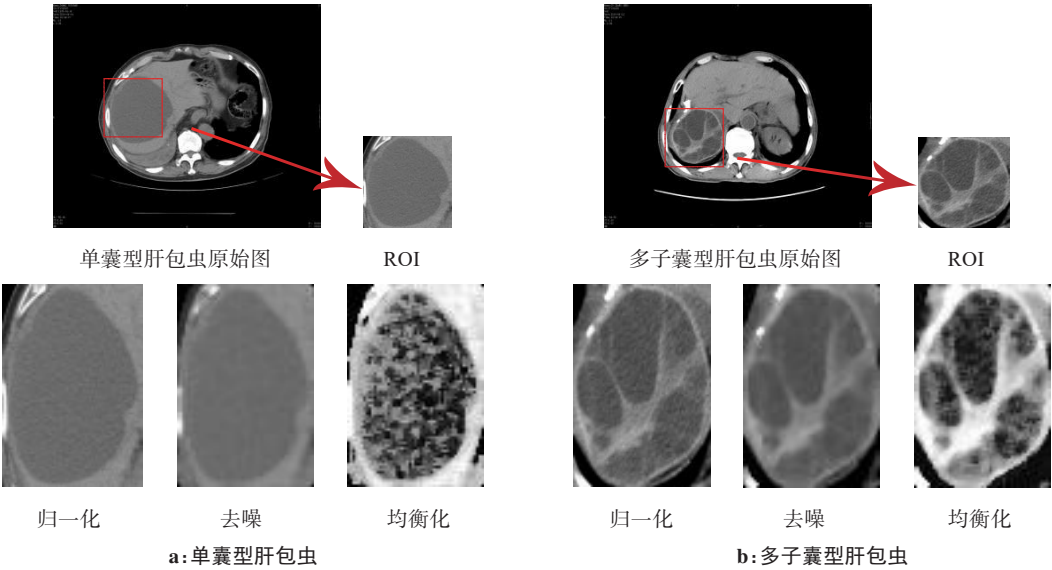 单囊型肝包虫原始图 ROI 多子囊型肝包虫原始图 ROI
归一化 去噪 均衡化 归一化 去噪 均衡化
a:单囊型肝包虫 b:多子囊型肝包虫